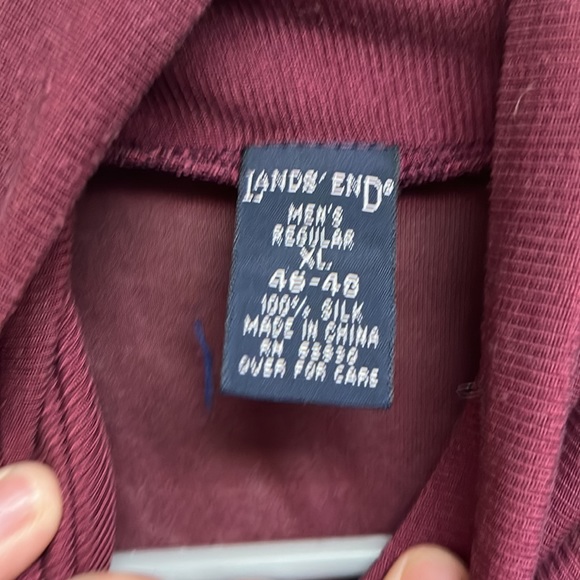 LANDS' END®
MEN'S
REGULAR
XL
46-48
100% SILK
MADE IN CHINA
RN
OVER FOR CARE